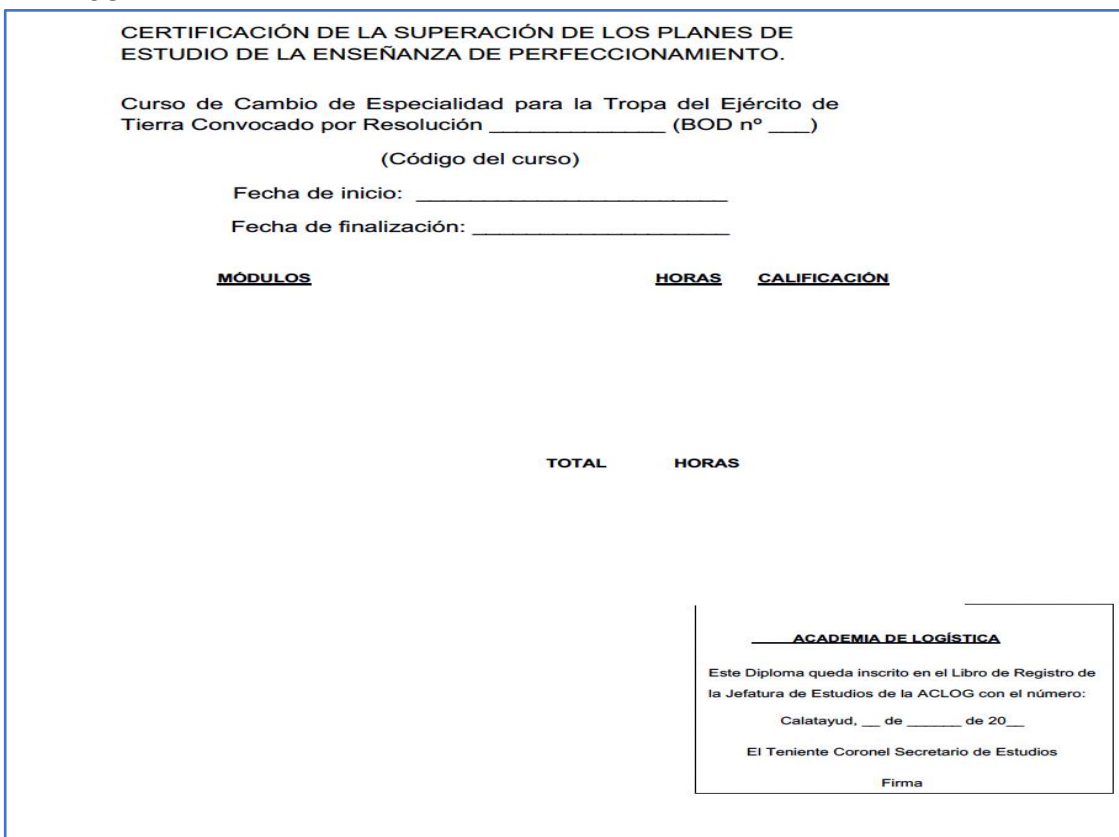 CERTIFICACIÓN DE LA SUPERACIÓN DE LOS PLANES DE
ESTUDIO DE LA ENSEÑANZA DE PERFECCIONAMIENTO.
Curso de Cambio de Especialidad para la Tropa del Ejército de
Tierra Convocado por Resolución _____________ (BOD nº ___)
(Código del curso)
Fecha de inicio: _______________________
Fecha de finalización: ___________________
MÓDULOS HORAS CALIFICACIÓN
TOTAL HORAS
ACADEMIA DE LOGÍSTICA
Este Diploma queda inscrito en el Libro de Registro de
la Jefatura de Estudios de la ACLOG con el número:
Calatayud, __ de ______ de 20__
El Teniente Coronel Secretario de Estudios
Firma